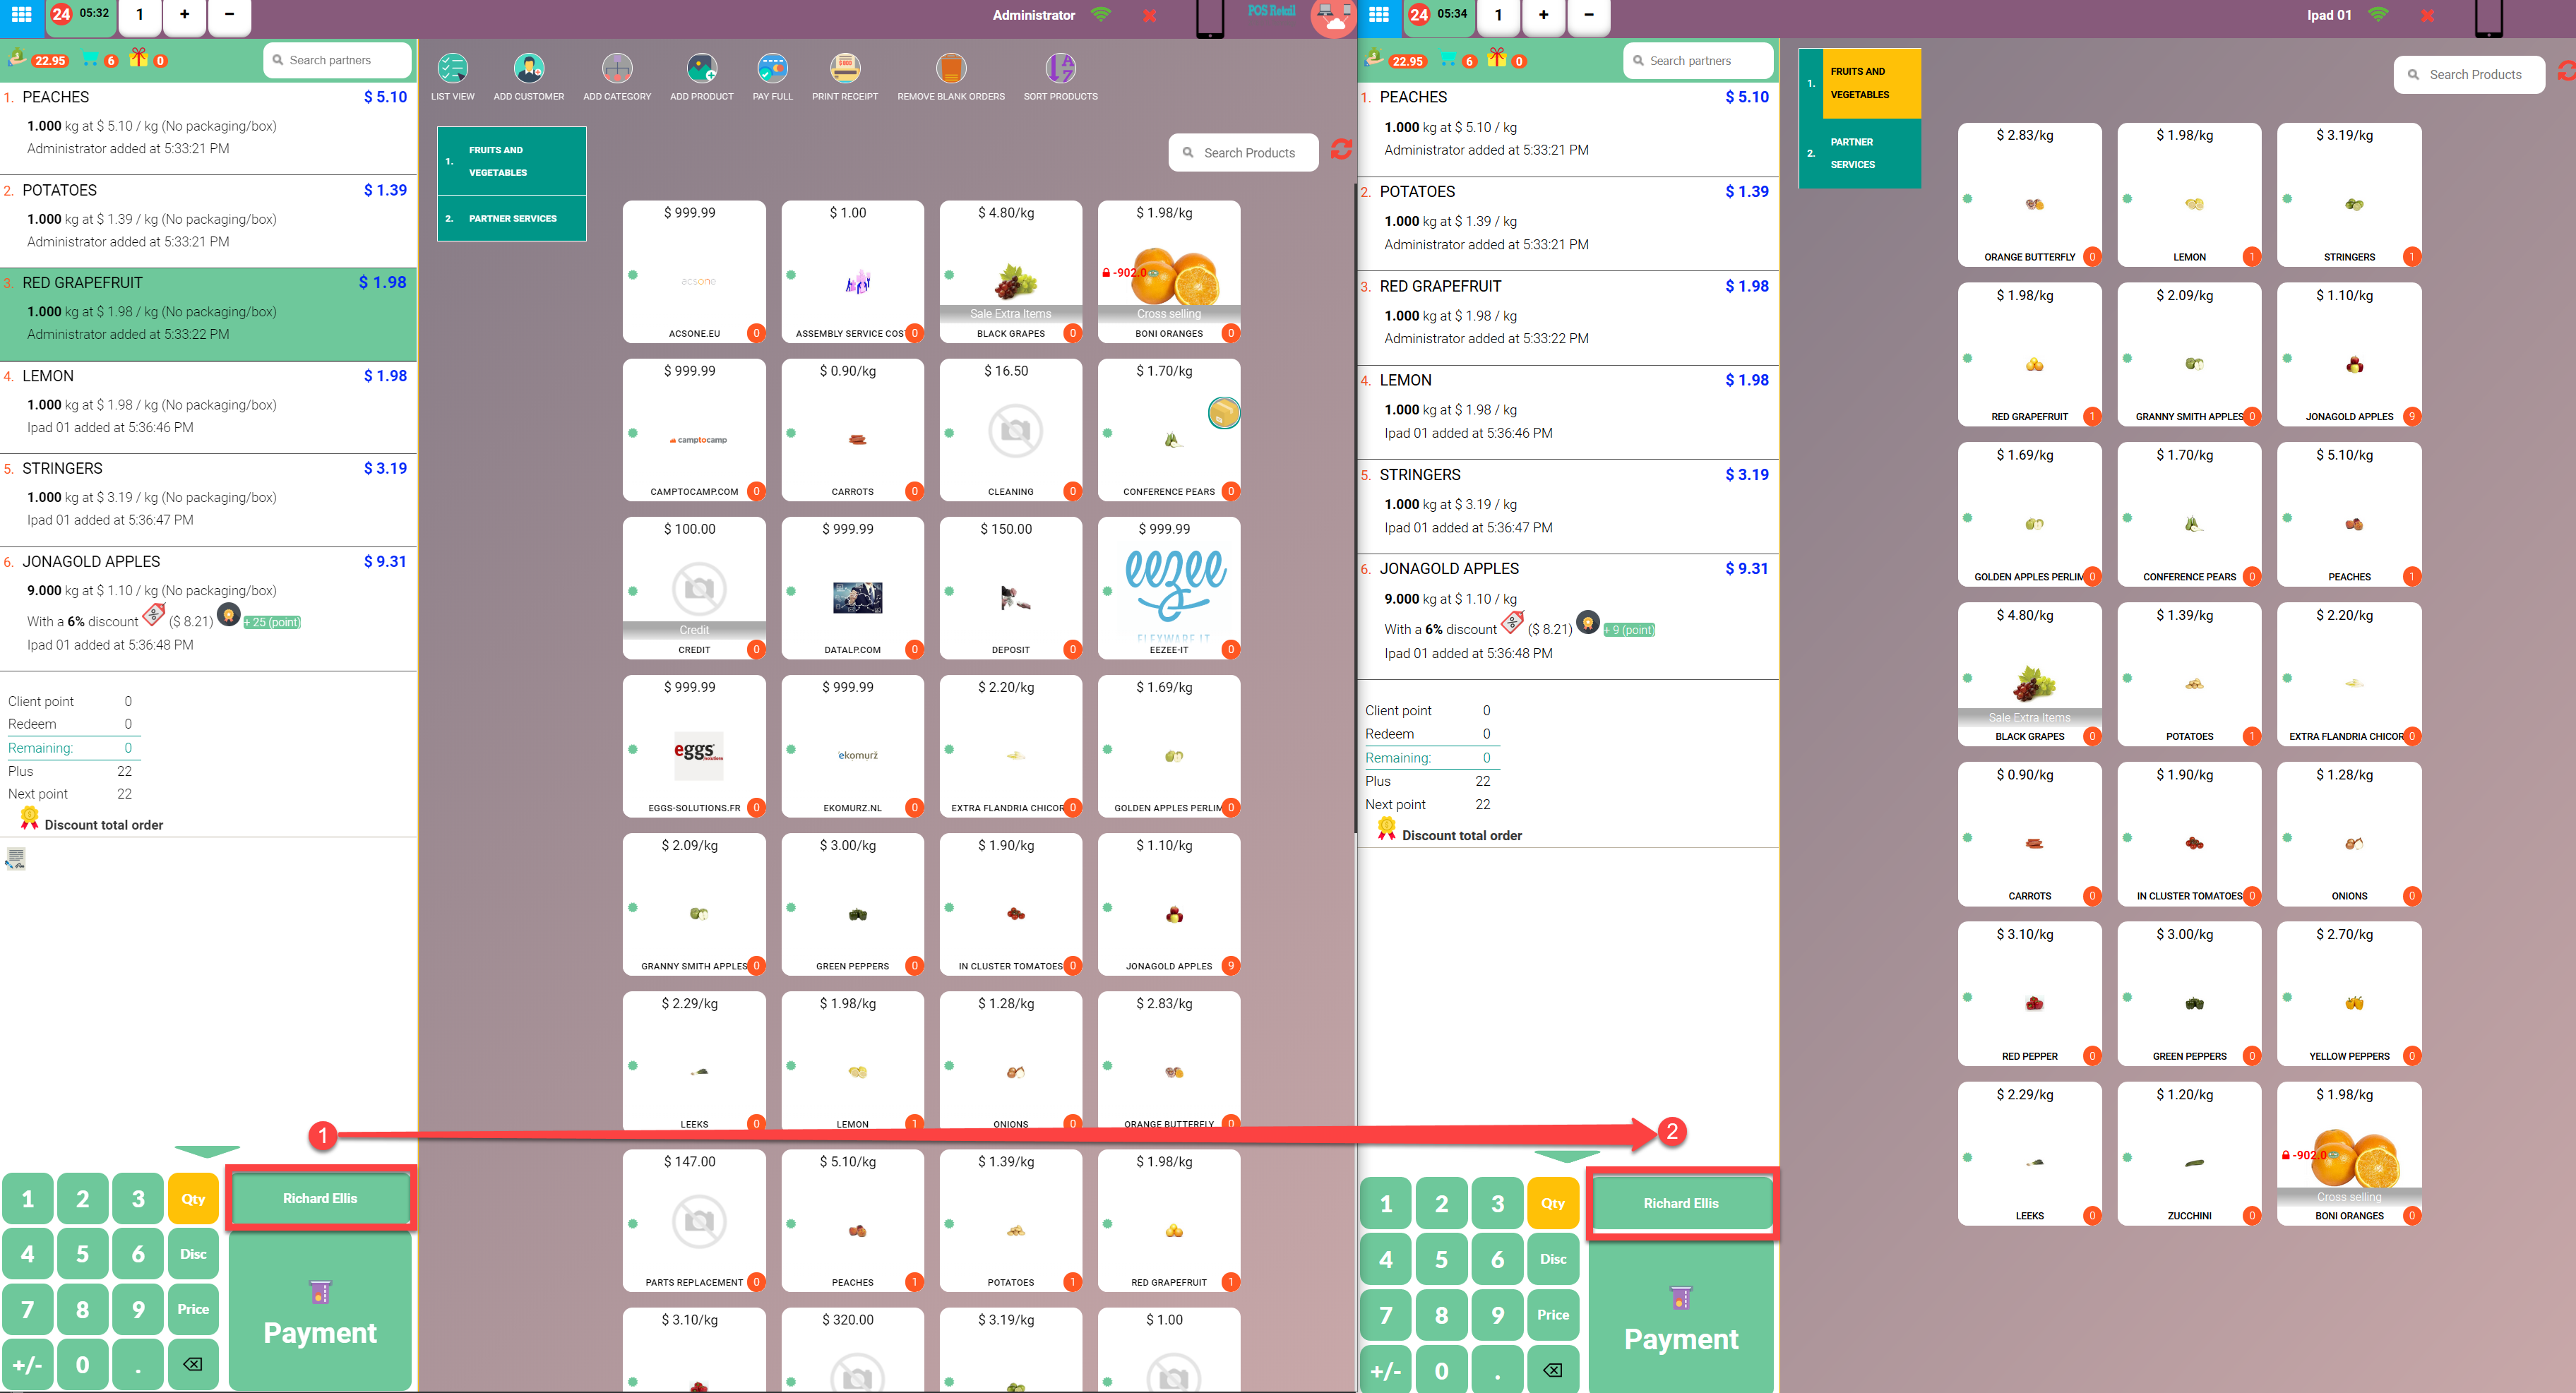 24 05:32
1
+
−
Administrator
POS Retail
22.95
6
0
Search partners
1. PEACHES $ 5.10
1.000 kg at $ 5.10 / kg (No packaging/box)
Administrator added at 5:33:21 PM
2. POTATOES $ 1.39
1.000 kg at $ 1.39 / kg (No packaging/box)
Administrator added at 5:33:21 PM
3. RED GRAPEFRUIT $ 1.98
1.000 kg at $ 1.98 / kg (No packaging/box)
Administrator added at 5:33:22 PM
4. LEMON $ 1.98
1.000 kg at $ 1.98 / kg (No packaging/box)
Ipad 01 added at 5:36:46 PM
5. STRINGERS $ 3.19
1.000 kg at $ 3.19 / kg (No packaging/box)
Ipad 01 added at 5:36:47 PM
6. JONAGOLD APPLES $ 9.31
9.000 kg at $ 1.10 / kg (No packaging/box)
With a 6% discount ($ 8.21) + 25 (point)
Ipad 01 added at 5:36:48 PM
Client point 0
Redeem 0
Remaining: 0
Plus 22
Next point 22
Discount total order
1
1 2 3 Qty
Richard Ellis
4 5 6 Disc
7 8 9 Price
+/- 0 .
Payment
LIST VIEW
ADD CUSTOMER
ADD CATEGORY
ADD PRODUCT
PAY FULL
PRINT RECEIPT
REMOVE BLANK ORDERS
SORT PRODUCTS
1. FRUITS AND
VEGETABLES
2. PARTNER SERVICES
Search Products
$ 999.99
acsone
ACSONE.EU 0
$ 1.00
ASSEMBLY SERVICE COS 0
$ 4.80/kg
Sale Extra Items
BLACK GRAPES 0
$ 1.98/kg
-902.0
Cross selling
BONI ORANGES 0
$ 999.99
camptocamp
CAMPTOCAMP.COM 0
$ 0.90/kg
CARROTS 0
$ 16.50
CLEANING 0
$ 1.70/kg
CONFERENCE PEARS 0
$ 100.00
Credit
CREDIT 0
$ 999.99
DATALP.COM 0
$ 150.00
DEPOSIT 0
$ 999.99
eezee
FLEXWARE IT
EEZEE-IT 0
$ 999.99
eggs
solutions
EGGS-SOLUTIONS.FR 0
$ 999.99
ekomurz
EKOMURZ.NL 0
$ 2.20/kg
EXTRA FLANDRIA CHICOR 0
$ 1.69/kg
GOLDEN APPLES PERLIM 0
$ 2.09/kg
GRANNY SMITH APPLES 0
$ 3.00/kg
GREEN PEPPERS 0
$ 1.90/kg
IN CLUSTER TOMATOES 0
$ 1.10/kg
JONAGOLD APPLES 9
$ 2.29/kg
LEEKS 0
$ 1.98/kg
LEMON 1
$ 1.28/kg
ONIONS 0
$ 2.83/kg
ORANGE BUTTERFLY 0
$ 147.00
PARTS REPLACEMENT 0
$ 5.10/kg
PEACHES 1
$ 1.39/kg
POTATOES 1
$ 1.98/kg
RED GRAPEFRUIT 1
$ 3.10/kg
$ 320.00
$ 3.19/kg
$ 1.00
24 05:34
1
+
−
Ipad 01
22.95
6
0
Search partners
1. PEACHES $ 5.10
1.000 kg at $ 5.10 / kg
Administrator added at 5:33:21 PM
2. POTATOES $ 1.39
1.000 kg at $ 1.39 / kg
Administrator added at 5:33:21 PM
3. RED GRAPEFRUIT $ 1.98
1.000 kg at $ 1.98 / kg
Administrator added at 5:33:22 PM
4. LEMON $ 1.98
1.000 kg at $ 1.98 / kg
Ipad 01 added at 5:36:46 PM
5. STRINGERS $ 3.19
1.000 kg at $ 3.19 / kg
Ipad 01 added at 5:36:47 PM
6. JONAGOLD APPLES $ 9.31
9.000 kg at $ 1.10 / kg
With a 6% discount ($ 8.21) + 9 (point)
Ipad 01 added at 5:36:48 PM
Client point 0
Redeem 0
Remaining: 0
Plus 22
Next point 22
Discount total order
2
1 2 3 Qty
Richard Ellis
4 5 6 Disc
7 8 9 Price
+/- 0 .
Payment
1. FRUITS AND
VEGETABLES
2. PARTNER
SERVICES
Search Products
$ 2.83/kg
ORANGE BUTTERFLY 0
$ 1.98/kg
LEMON 1
$ 3.19/kg
STRINGERS 1
$ 1.98/kg
RED GRAPEFRUIT 1
$ 2.09/kg
GRANNY SMITH APPLES 0
$ 1.10/kg
JONAGOLD APPLES 9
$ 1.69/kg
GOLDEN APPLES PERLIM 0
$ 1.70/kg
CONFERENCE PEARS 0
$ 5.10/kg
PEACHES 1
$ 4.80/kg
Sale Extra Items
BLACK GRAPES 0
$ 1.39/kg
POTATOES 1
$ 2.20/kg
EXTRA FLANDRIA CHICOR 0
$ 0.90/kg
CARROTS 0
$ 1.90/kg
IN CLUSTER TOMATOES 0
$ 1.28/kg
ONIONS 0
$ 3.10/kg
RED PEPPER 0
$ 3.00/kg
GREEN PEPPERS 0
$ 2.70/kg
YELLOW PEPPERS 0
$ 2.29/kg
LEEKS 0
$ 1.20/kg
ZUCCHINI 0
$ 1.98/kg
-902.0
Cross selling
BONI ORANGES 0